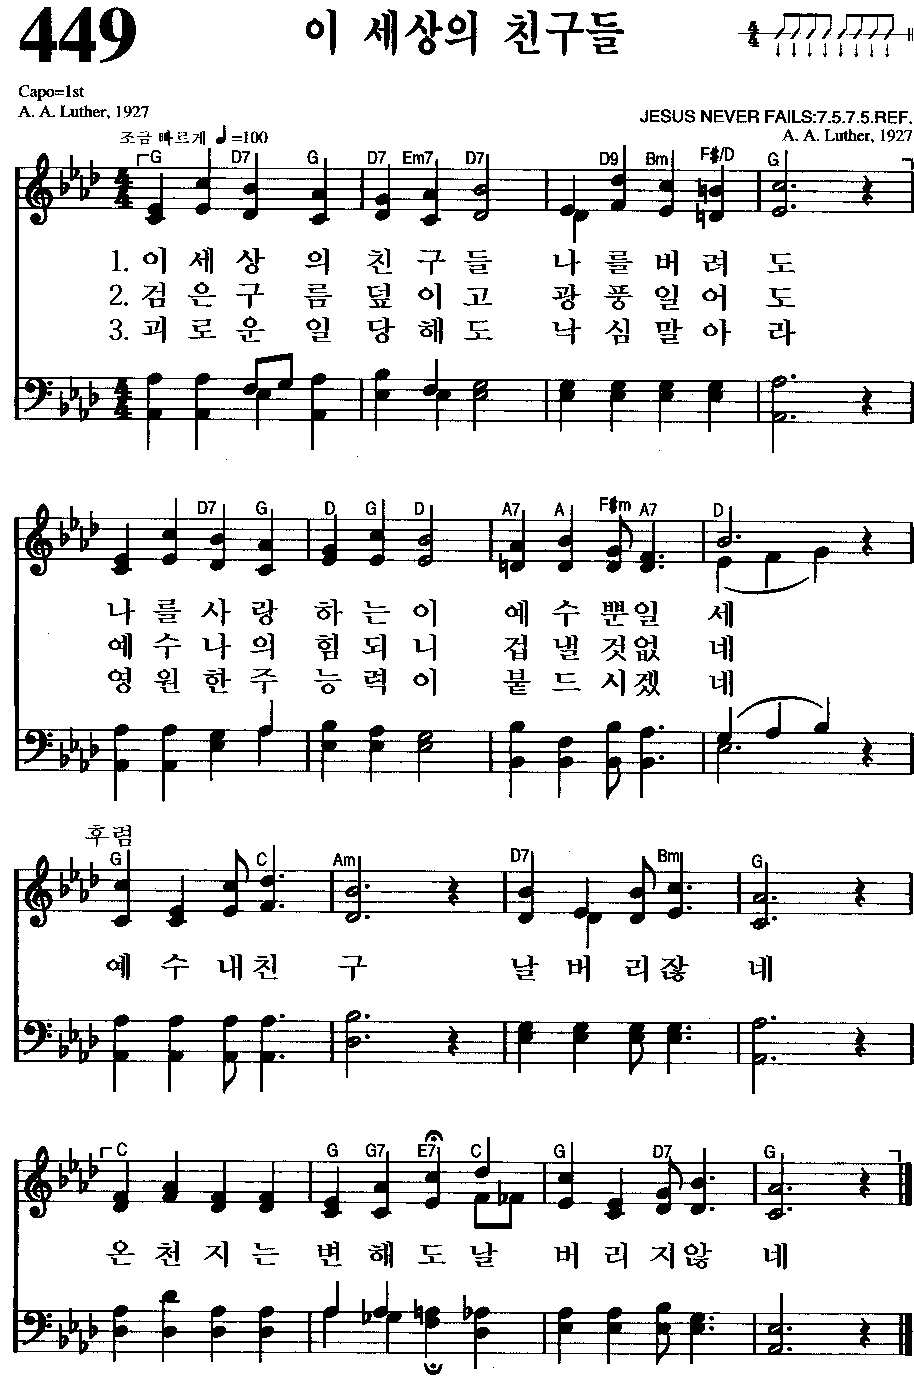 449 이 세상의 친구들 4/4
Capo=1st
A. A. Luther, 1927
JESUS NEVER FAILS:7.5.7.5.REF.
A. A. Luther, 1927
조금 빠르게 ♩=100
G D7 G D7 Em7 D7 D9 Bm F#/D G
1. 이 세 상 의 친 구 들 나 를 버 려 도
2. 검 은 구 름 덮 이 고 광 풍 일 어 도
3. 괴 로 운 일 당 해 도 낙 심 말 아 라
D7 G D G D A7 A F#m A7 D
나 를 사 랑 하 는 이 예 수 뿐 일 세
예 수 나 의 힘 되 니 겁 낼 것 없 네
영 원 한 주 능 력 이 붙 드 시 겠 네
후렴
G C Am D7 Bm G
예 수 내 친 구 날 버 리 잖 네
C G G7 E7 C G D7 G
온 천 지 는 변 해 도 날 버 리 지 않 네